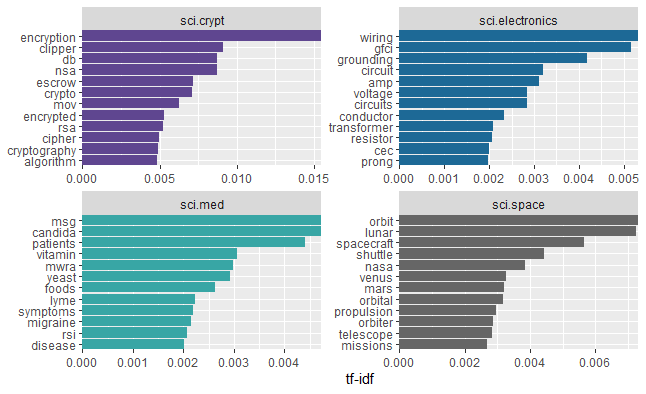 sci.crypt
encryption
clipper
db
nsa
escrow
crypto
mov
encrypted
rsa
cipher
cryptography
algorithm
0.000 0.005 0.010 0.015
sci.electronics
wiring
gfci
grounding
circuit
amp
voltage
circuits
conductor
transformer
resistor
cec
prong
0.000 0.001 0.002 0.003 0.004 0.005
sci.med
msg
candida
patients
vitamin
mwra
yeast
foods
lyme
symptoms
migraine
rsi
disease
0.000 0.001 0.002 0.003 0.004
sci.space
orbit
lunar
spacecraft
shuttle
nasa
venus
mars
orbital
propulsion
orbiter
telescope
missions
0.000 0.002 0.004 0.006
tf-idf